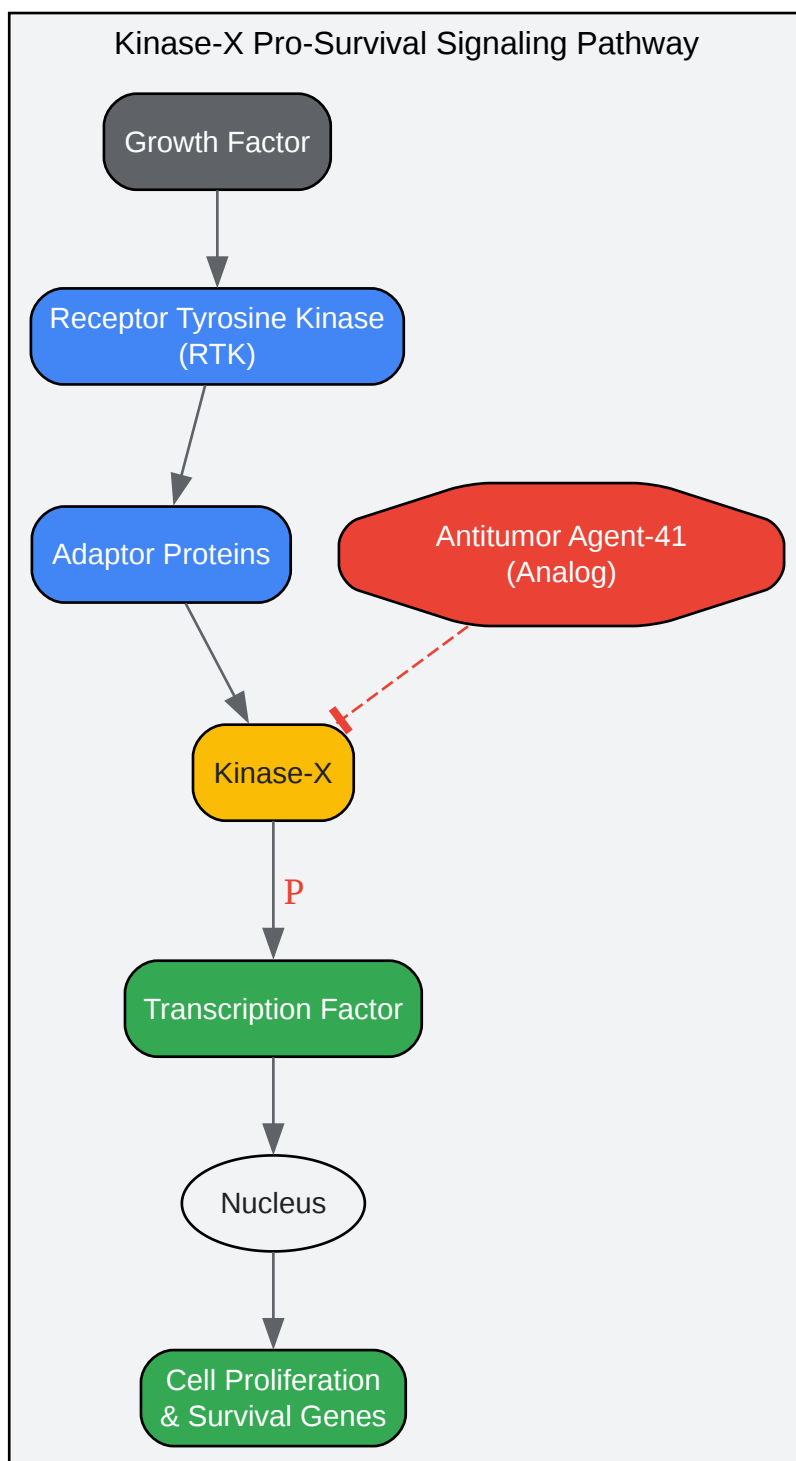 Kinase-X Pro-Survival Signaling Pathway
Growth Factor
Receptor Tyrosine Kinase
(RTK)
Adaptor Proteins
Antitumor Agent-41
(Analog)
Kinase-X
P
Transcription Factor
Nucleus
Cell Proliferation
& Survival Genes